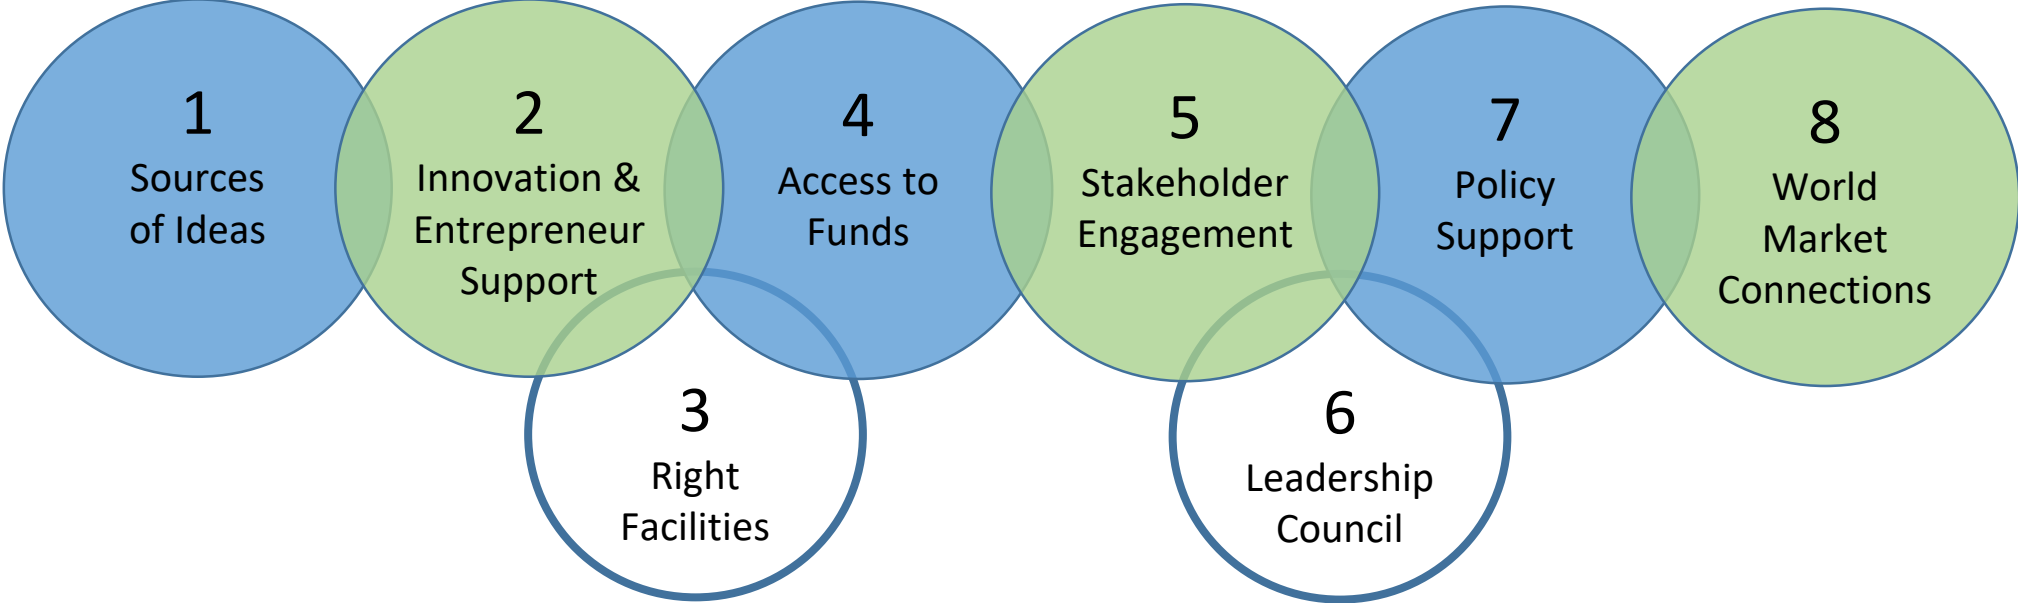 1
Sources
of Ideas
2
Innovation &
Entrepreneur
Support
3
Right
Facilities
4
Access to
Funds
5
Stakeholder
Engagement
6
Leadership
Council
7
Policy
Support
8
World
Market
Connections